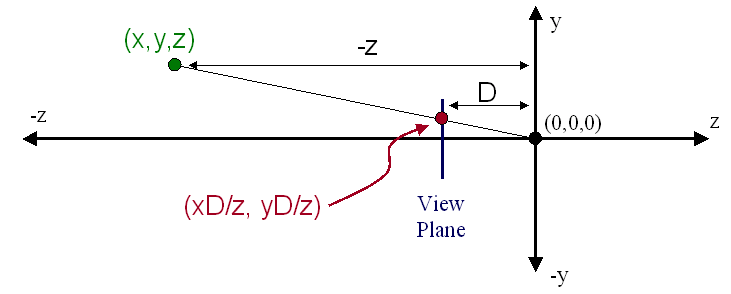 y
(x,y,z)
-z
D
-z
(0,0,0)
z
(xD/z, yD/z)
View
Plane
-y